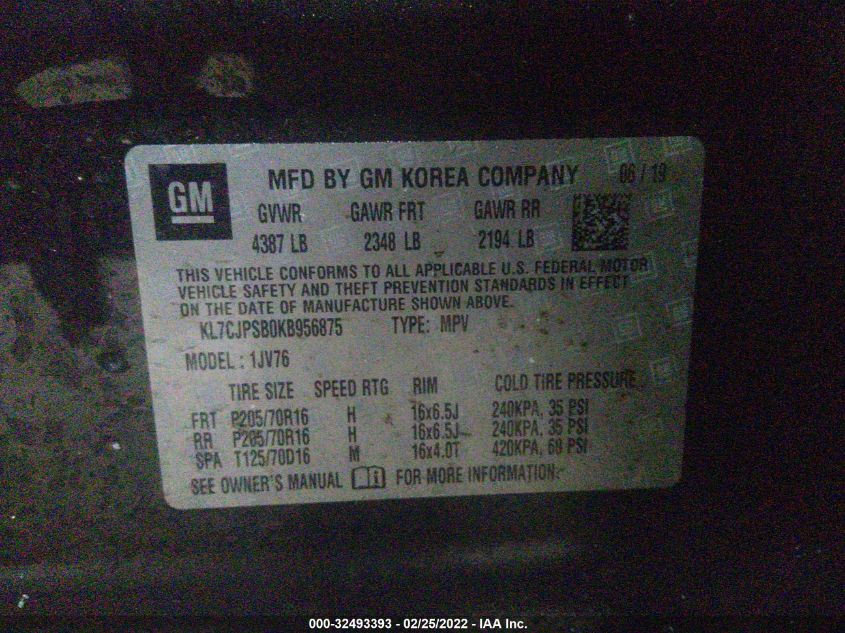 GM
MFD BY GM KOREA COMPANY 06 / 19
GVWR GAWR FRT GAWR RR
4387 LB 2348 LB 2194 LB
THIS VEHICLE CONFORMS TO ALL APPLICABLE U.S. FEDERAL MOTOR
VEHICLE SAFETY AND THEFT PREVENTION STANDARDS IN EFFECT
ON THE DATE OF MANUFACTURE SHOWN ABOVE.
KL7CJPSB0KB956875 TYPE: MPV
MODEL: 1JV76
TIRE SIZE SPEED RTG RIM COLD TIRE PRESSURE
FRT P205/70R16 H 16x6.5J 240KPA, 35 PSI
RR P205/70R16 H 16x6.5J 240KPA, 35 PSI
SPA T125/70D16 M 16x4.0T 420KPA, 60 PSI
SEE OWNER'S MANUAL FOR MORE INFORMATION.
000-32493393 - 02/25/2022 - IAA Inc.